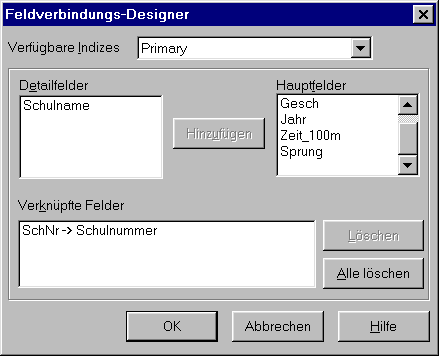 Feldverbindungs-Designer
Verfügbare Indizes Primary
Detailfelder Hauptfelder
Schulname
Hinzufügen
Gesch
Jahr
Zeit_100m
Sprung
Verknüpfte Felder
SchNr -> Schulnummer
Löschen
Alle löschen
OK Abbrechen Hilfe